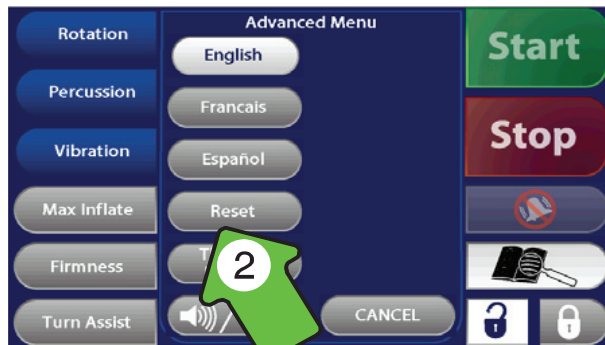 Advanced Menu
Rotation
Percussion
Vibration
Max Inflate
Firmness
Turn Assist
English
Francais
Español
Reset
2
CANCEL
Start
Stop